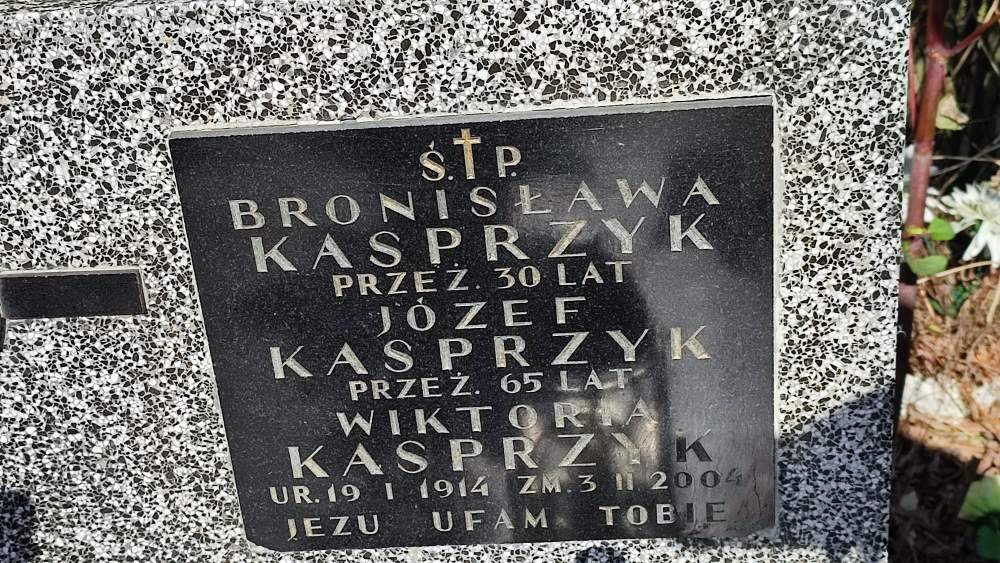 Ś.†P.
BRONISŁAWA
KASPRZYK
PRZEŻ. 30 LAT
JÓZEF
KASPRZYK
PRZEŻ. 65 LAT
WIKTORIA
KASPRZYK
UR. 19 I 1914 ZM. 3 II 2004
JEZU UFAM TOBIE